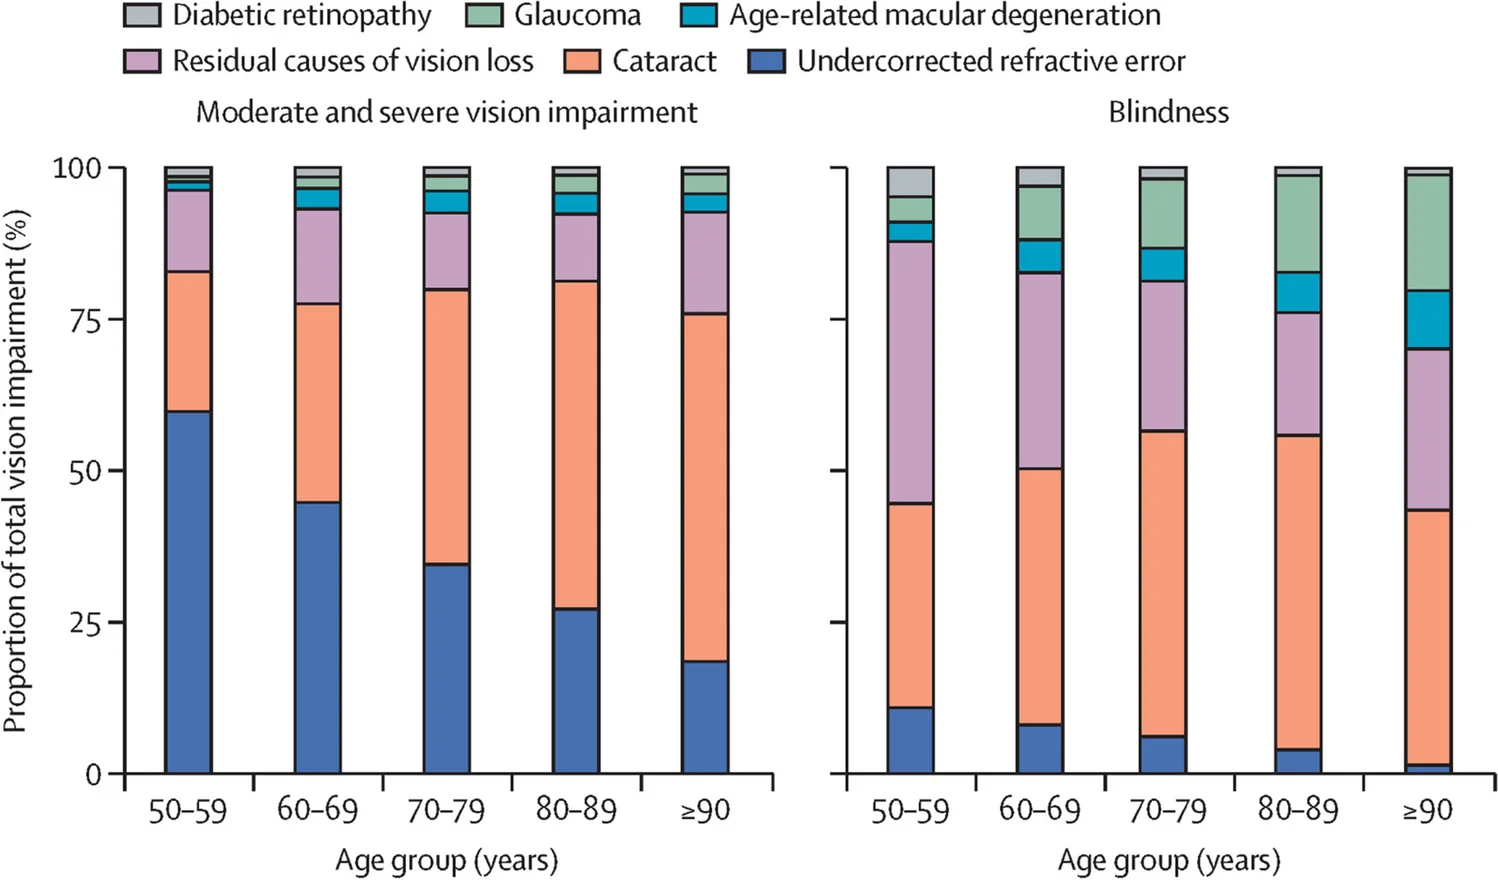 Diabetic retinopathy Glaucoma Age-related macular degeneration
Residual causes of vision loss Cataract Undercorrected refractive error
Moderate and severe vision impairment Blindness
Proportion of total vision impairment (%)
100
75
50
25
0
50–59 60–69 70–79 80–89 ≥90 50–59 60–69 70–79 80–89 ≥90
Age group (years) Age group (years)